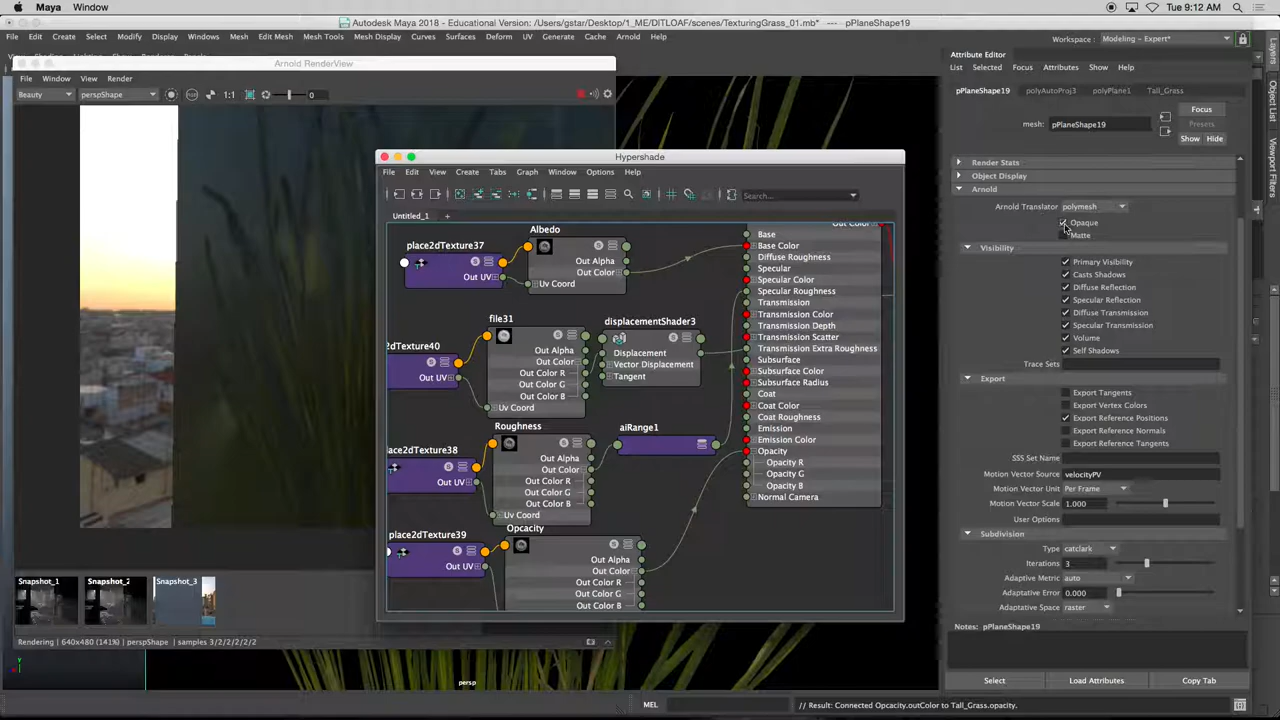 Maya Window
Tue 9:12 AM
Autodesk Maya 2018 - Educational Version: /Users/gstar/Desktop/1_ME/DITLOAF/scenes/TexturingGrass_01.mb* - pPlaneShape19
File Edit Create Select Modify Display Windows Mesh Edit Mesh Mesh Tools Mesh Display Curves Surfaces Deform UV Generate Cache Arnold Help
Workspace : Modeling - Expert*
Arnold RenderView
File Window View Render
Beauty perspShape 1:1 0
Snapshot_1 Snapshot_2 Snapshot_3
Rendering | 640x480 (141%) | perspShape | samples 3/2/2/2/2/2
Hypershade
File Edit View Create Tabs Graph Window Options Help
Search...
Untitled_1 +
place2dTexture37
Out UV
Albedo
Out Alpha
Out Color
Uv Coord
2dTexture40
Out UV
file31
Out Alpha
Out Color
Out Color R
Out Color G
Out Color B
Uv Coord
displacementShader3
Displacement
Vector Displacement
Tangent
lace2dTexture38
Out UV
Roughness
Out Alpha
Out Color
Out Color R
Out Color G
Out Color B
Uv Coord
aiRange1
place2dTexture39
Out UV
Opcacity
Out Alpha
Out Color
Out Color R
Out Color G
Out Color B
Out Color
Base
Base Color
Diffuse Roughness
Specular
Specular Color
Specular Roughness
Transmission
Transmission Color
Transmission Depth
Transmission Scatter
Transmission Extra Roughness
Subsurface
Subsurface Color
Subsurface Radius
Coat
Coat Color
Coat Roughness
Emission
Emission Color
Opacity
Opacity R
Opacity G
Opacity B
Normal Camera
Attribute Editor
List Selected Focus Attributes Show Help
pPlaneShape19 polyAutoProj3 polyPlane1 Tall_Grass
mesh: pPlaneShape19
Focus
Presets
Show Hide
Render Stats
Object Display
Arnold
Arnold Translator polymesh
Opaque
Matte
Visibility
Primary Visibility
Casts Shadows
Diffuse Reflection
Specular Reflection
Diffuse Transmission
Specular Transmission
Volume
Self Shadows
Trace Sets
Export
Export Tangents
Export Vertex Colors
Export Reference Positions
Export Reference Normals
Export Reference Tangents
SSS Set Name
Motion Vector Source velocityPV
Motion Vector Unit Per Frame
Motion Vector Scale 1.000
User Options
Subdivision
Type catclark
Iterations 3
Adaptive Metric auto
Adaptive Error 0.000
Adaptive Space raster
Notes: pPlaneShape19
Select Load Attributes Copy Tab
Layers
Object List
Viewport Filters
persp
MEL // Result: Connected Opcacity.outColor to Tall_Grass.opacity.